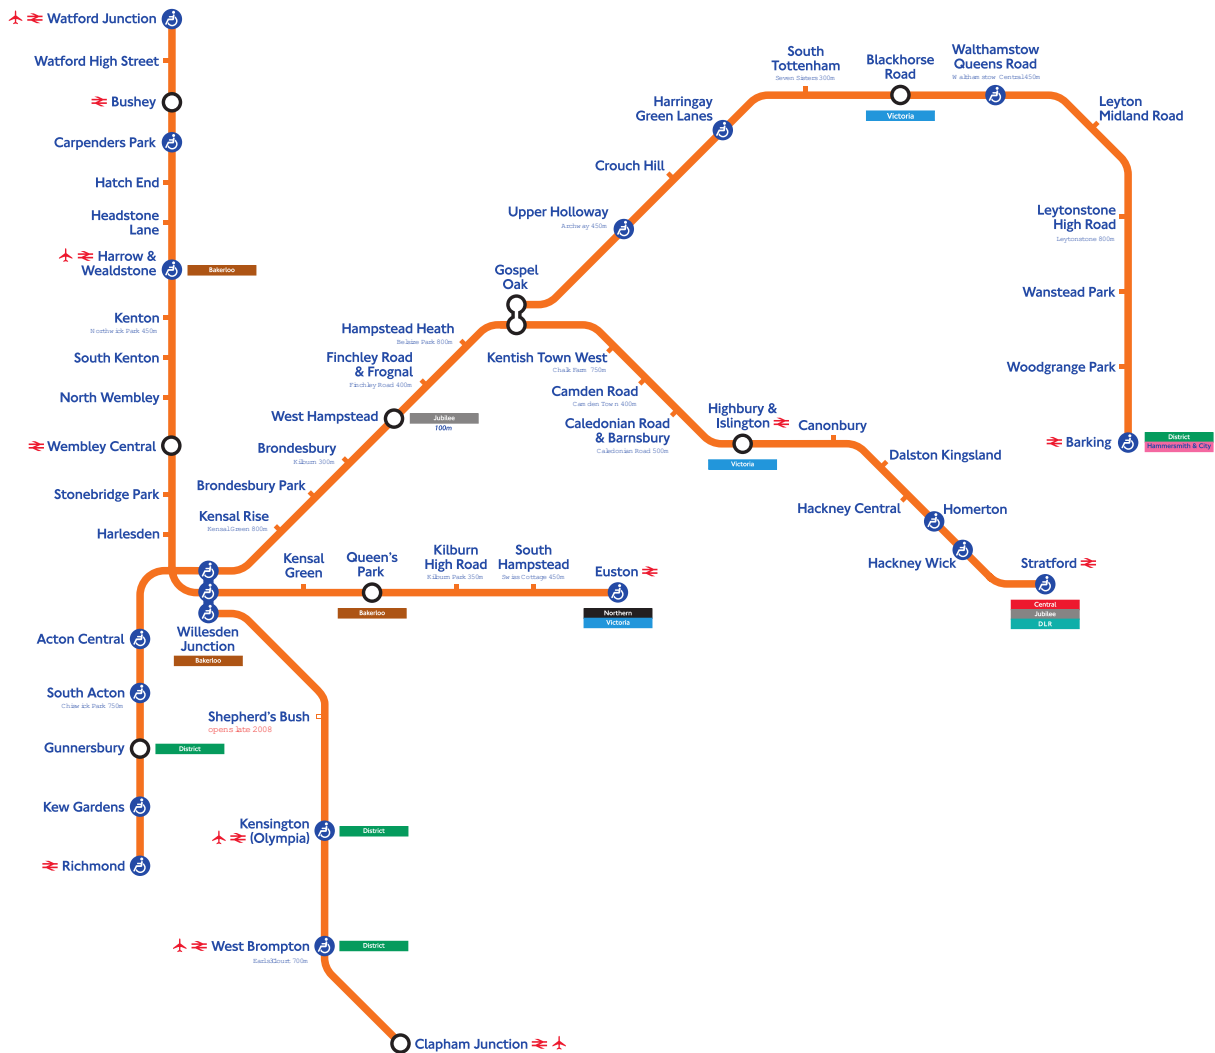 Watford Junction
Watford High Street
Bushey
Carpenders Park
Hatch End
Headstone
Lane
Harrow &
Wealdstone
Bakerloo
Kenton
Northwick Park 450m
South Kenton
North Wembley
Wembley Central
Stonebridge Park
Harlesden
Willesden
Junction
Bakerloo
Kensal
Green
Queen's
Park
Bakerloo
Kilburn
High Road
Kilburn Park 350m
South
Hampstead
Swiss Cottage 450m
Euston
Northern
Victoria
Acton Central
South Acton
Chiswick Park 750m
Gunnersbury
District
Kew Gardens
Richmond
Shepherd's Bush
opens late 2008
Kensington
(Olympia)
District
West Brompton
District
Earl's Court 700m
Clapham Junction
Kensal Rise
Kensal Green 800m
Brondesbury Park
Brondesbury
Kilburn 300m
West Hampstead
Jubilee
100m
Finchley Road
& Frognal
Finchley Road 400m
Hampstead Heath
Belsize Park 800m
Gospel
Oak
Kentish Town West
Chalk Farm 750m
Camden Road
Camden Town 400m
Caledonian Road
& Barnsbury
Caledonian Road 500m
Highbury &
Islington
Victoria
Canonbury
Dalston Kingsland
Hackney Central
Homerton
Hackney Wick
Stratford
Central
Jubilee
DLR
Upper Holloway
Archway 450m
Crouch Hill
Harringay
Green Lanes
South
Tottenham
Seven Sisters 300m
Blackhorse
Road
Victoria
Walthamstow
Queens Road
Walthamstow Central 450m
Leyton
Midland Road
Leytonstone
High Road
Leytonstone 800m
Wanstead Park
Woodgrange Park
Barking
District
Hammersmith & City